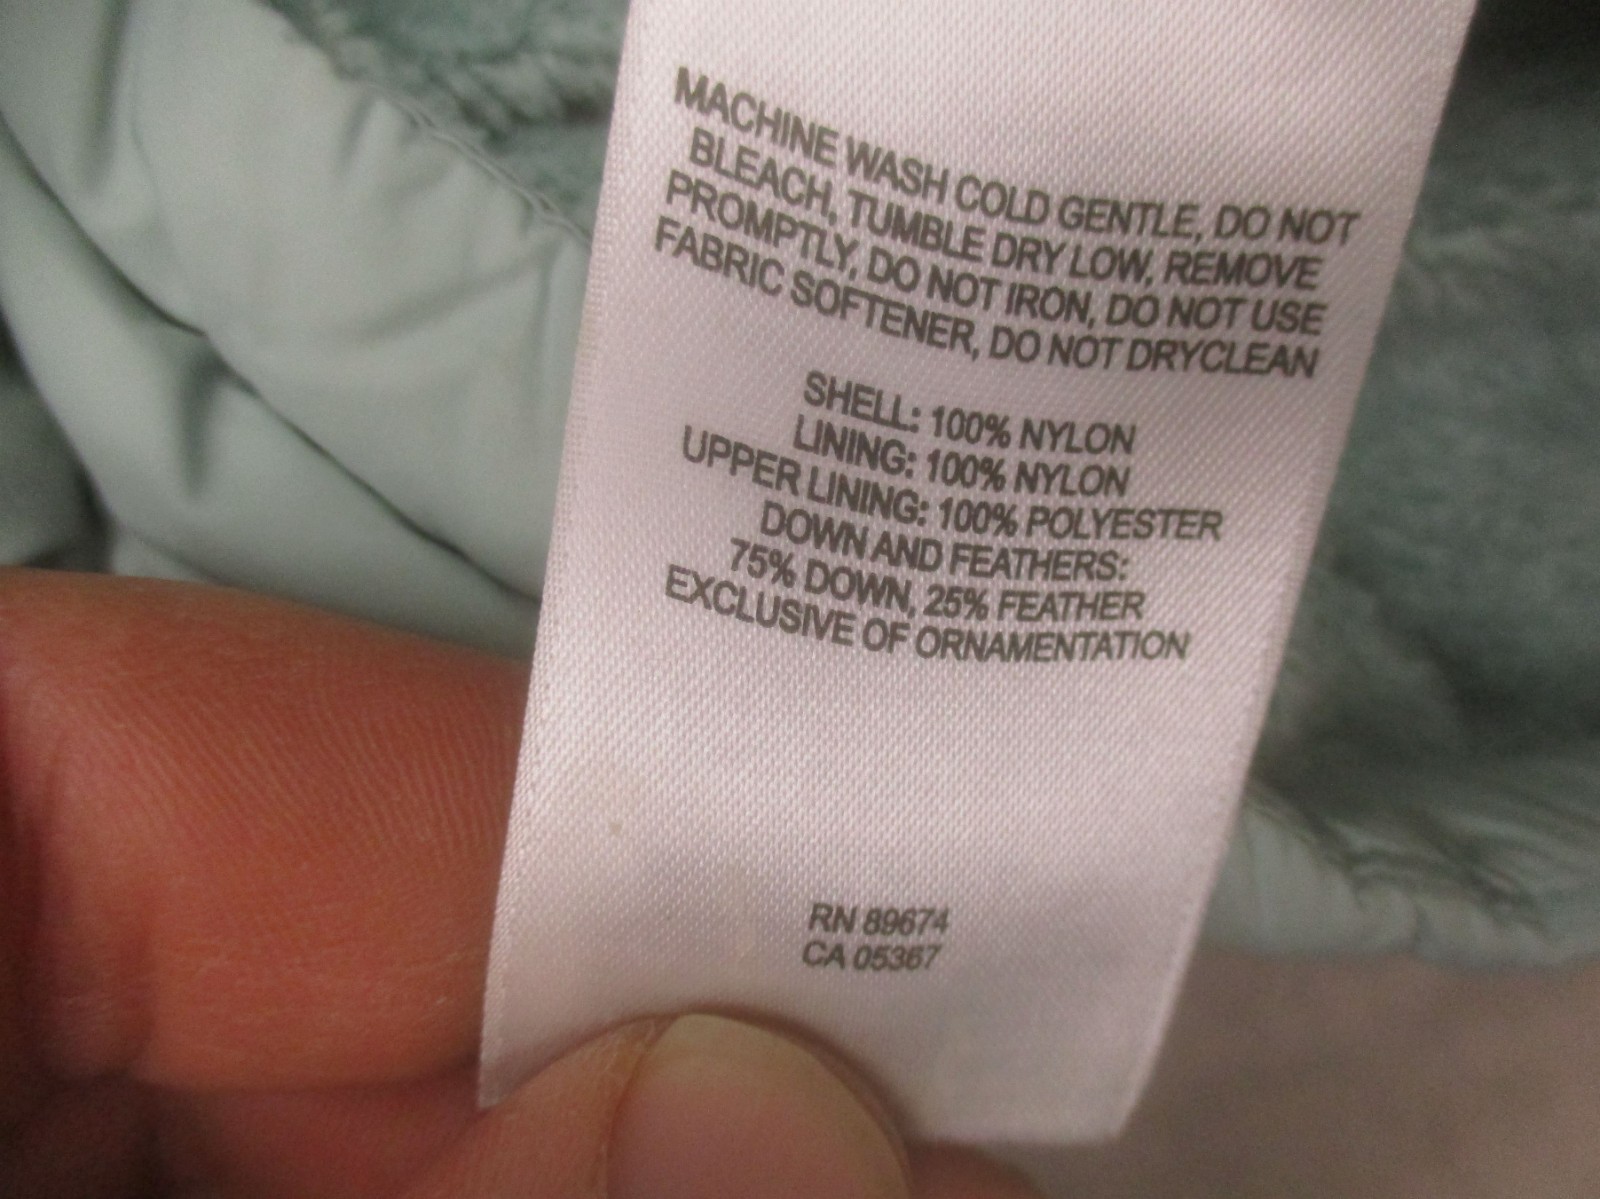 MACHINE WASH COLD GENTLE, DO NOT
BLEACH, TUMBLE DRY LOW, REMOVE
PROMPTLY, DO NOT IRON, DO NOT USE
FABRIC SOFTENER, DO NOT DRYCLEAN
SHELL: 100% NYLON
LINING: 100% NYLON
UPPER LINING: 100% POLYESTER
DOWN AND FEATHERS:
75% DOWN, 25% FEATHER
EXCLUSIVE OF ORNAMENTATION
RN 89674
CA 05367